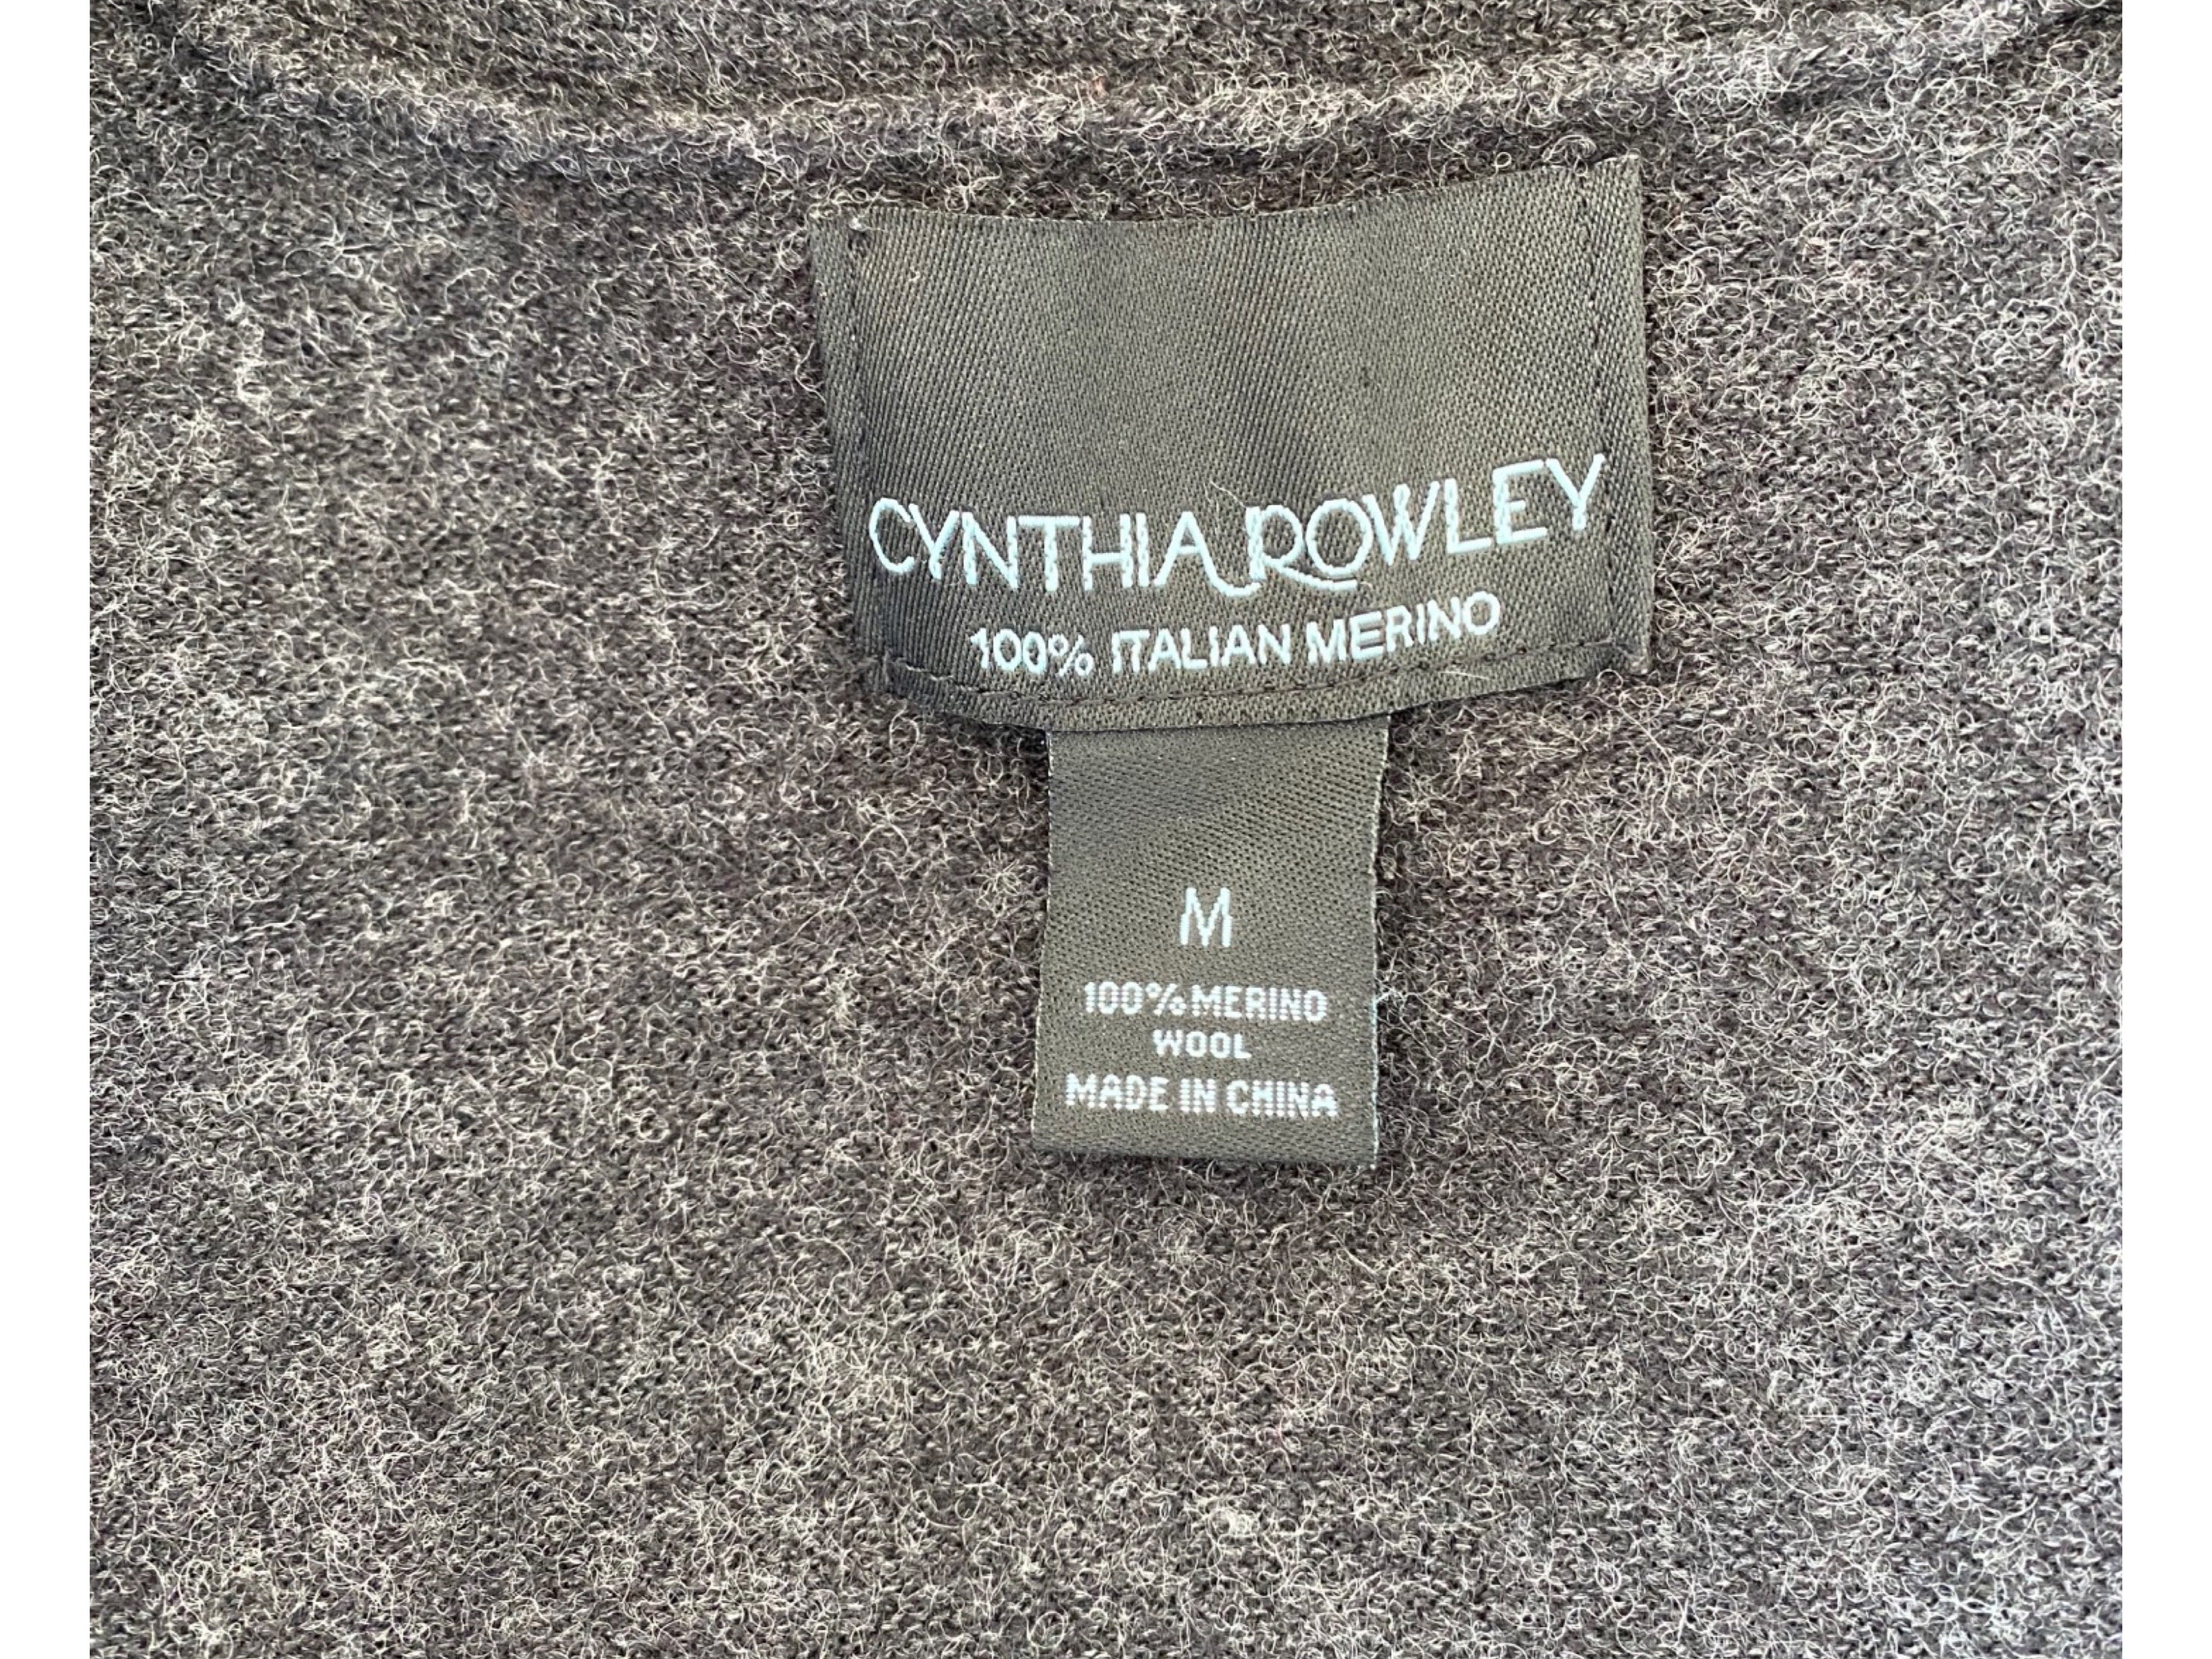 CYNTHIA ROWLEY
100% ITALIAN MERINO
M
100% MERINO
WOOL
MADE IN CHINA